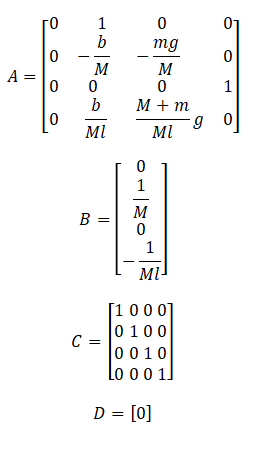 A = [0 1 0 0
0 −b/M −mg/M 0
0 0 0 1
0 b/Ml (M + m)/Ml g 0]
B = [0
1/M
0
−1/Ml]
C = [1 0 0 0
0 1 0 0
0 0 1 0
0 0 0 1]
D = [0]